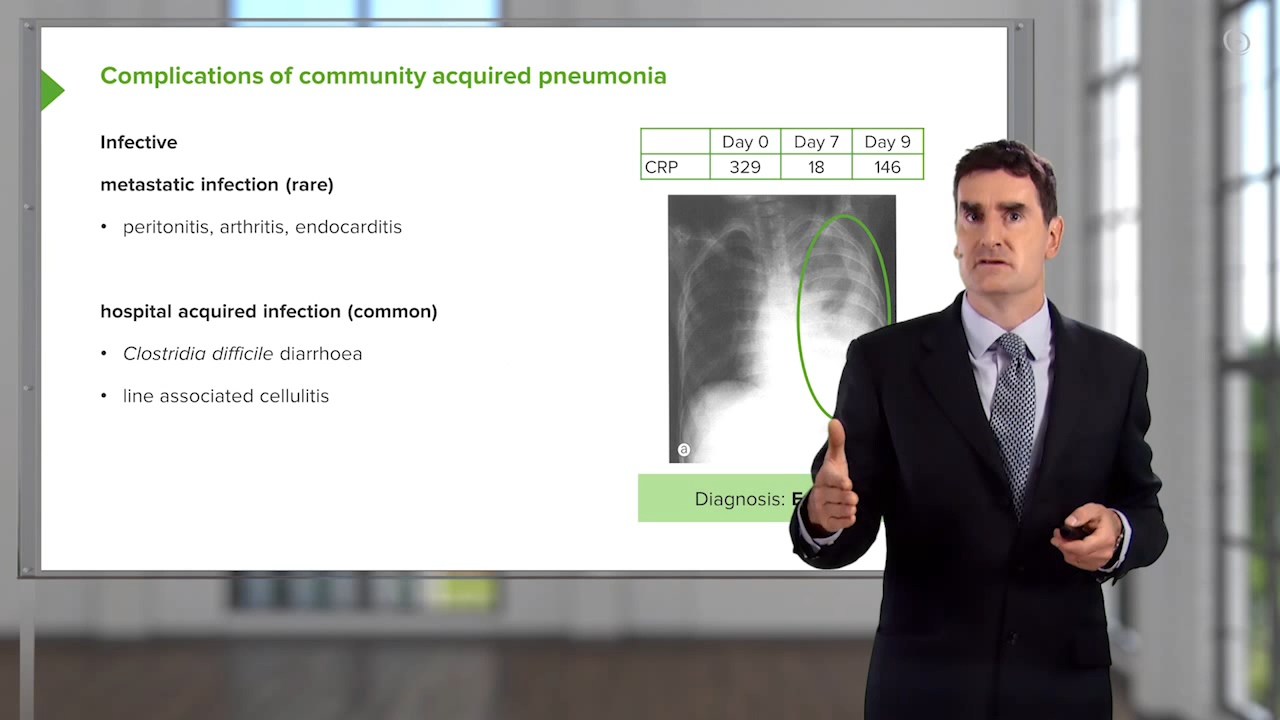 Complications of community acquired pneumonia
Infective
metastatic infection (rare)
• peritonitis, arthritis, endocarditis
hospital acquired infection (common)
• Clostridia difficile diarrhoea
• line associated cellulitis
Day 0 Day 7 Day 9
CRP 329 18 146
a
Diagnosis: